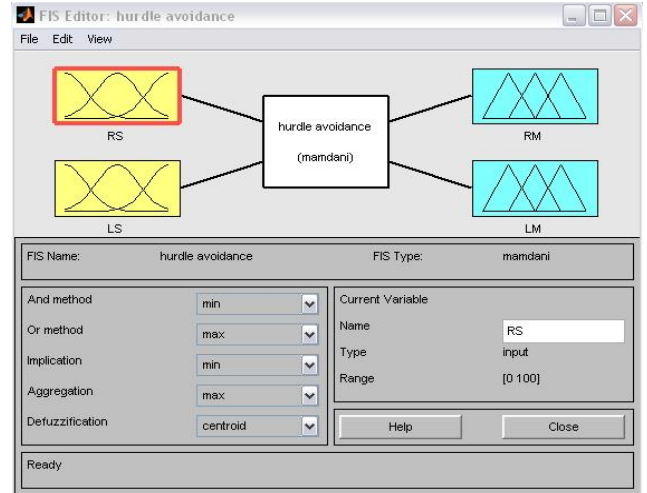 FIS Editor: hurdle avoidance
File Edit View
RS
hurdle avoidance
(mamdani)
RM
LS
LM
FIS Name: hurdle avoidance FIS Type: mamdani
And method min
Or method max
Implication min
Aggregation max
Defuzzification centroid
Current Variable
Name RS
Type input
Range [0 100]
Help Close
Ready